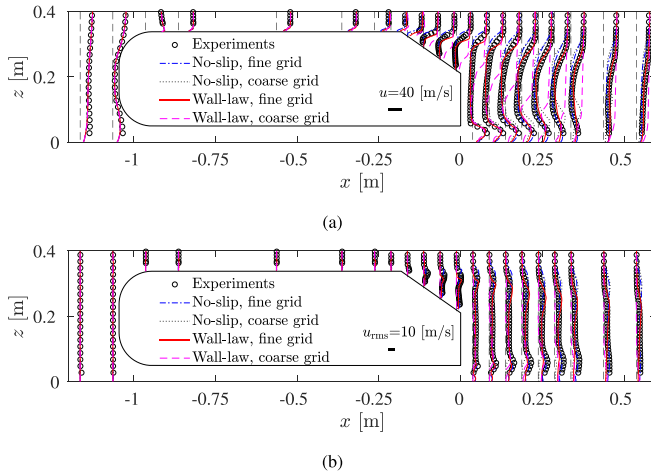 0.4
Experiments
No-slip, fine grid
No-slip, coarse grid
Wall-law, fine grid
Wall-law, coarse grid
u=40 [m/s]
0.2
z [m]
0
-1 -0.75 -0.5 -0.25 0 0.25 0.5
x [m]
(a)
0.4
Experiments
No-slip, fine grid
No-slip, coarse grid
Wall-law, fine grid
Wall-law, coarse grid
u_rms=10 [m/s]
0.2
z [m]
0
-1 -0.75 -0.5 -0.25 0 0.25 0.5
x [m]
(b)